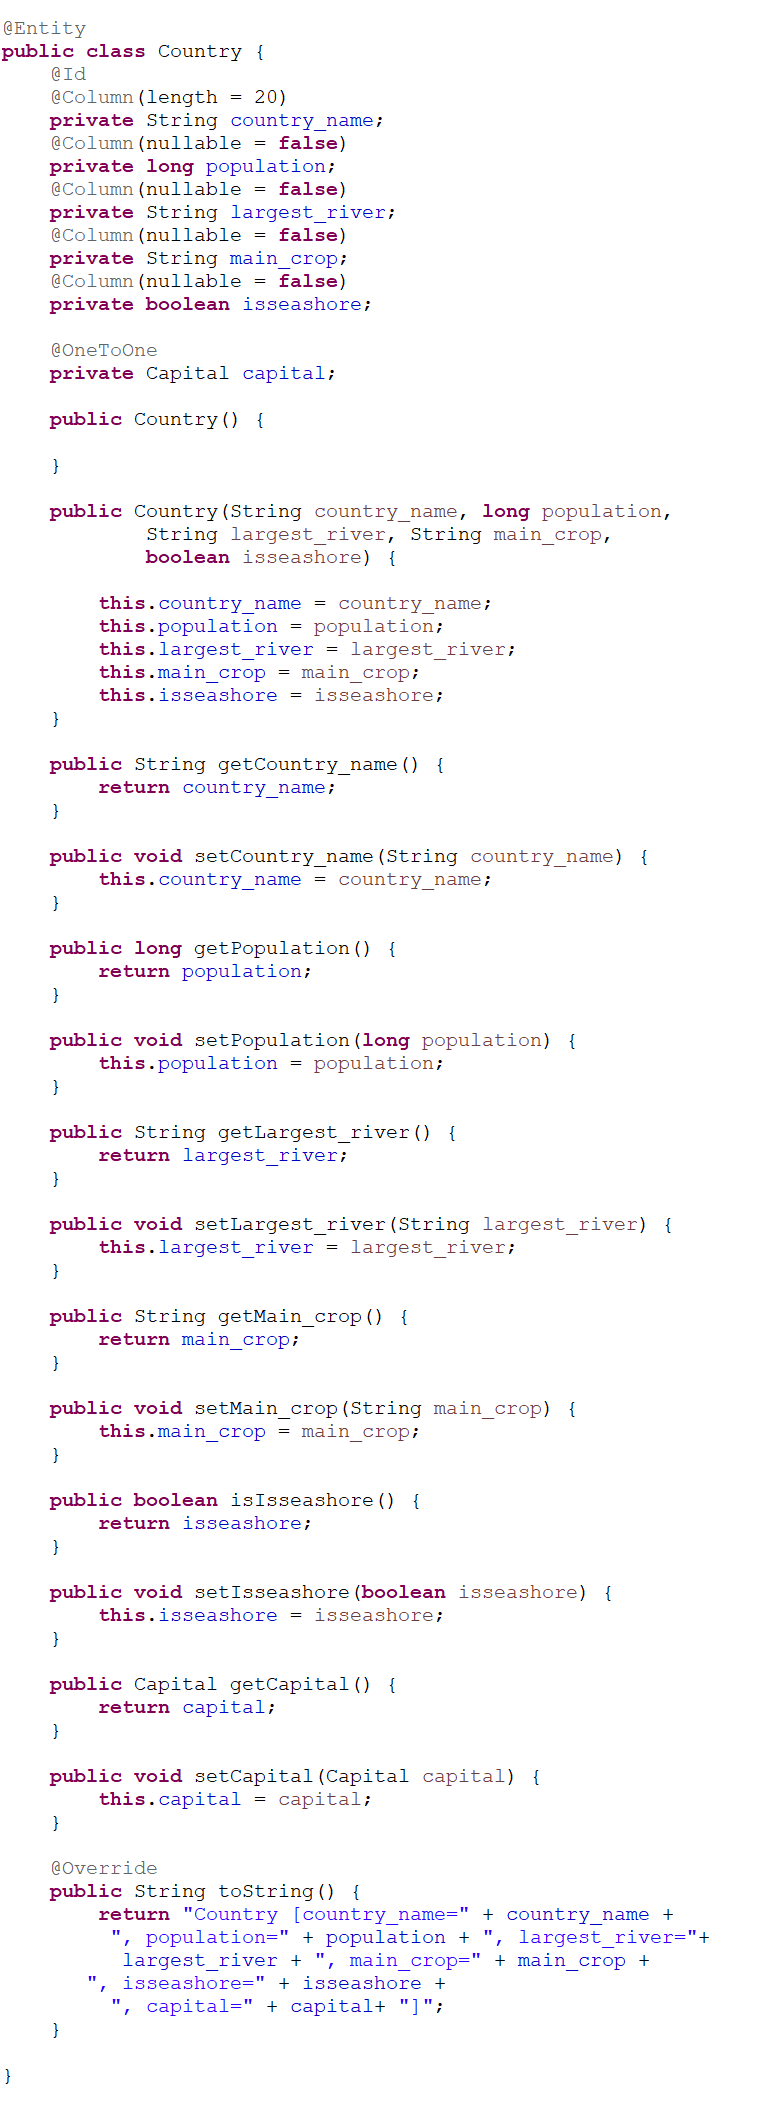 @Entity
public class Country {
    @Id
    @Column(length = 20)
    private String country_name;
    @Column(nullable = false)
    private long population;
    @Column(nullable = false)
    private String largest_river;
    @Column(nullable = false)
    private String main_crop;
    @Column(nullable = false)
    private boolean isseashore;

    @OneToOne
    private Capital capital;

    public Country() {

    }

    public Country(String country_name, long population,
            String largest_river, String main_crop,
            boolean isseashore) {

        this.country_name = country_name;
        this.population = population;
        this.largest_river = largest_river;
        this.main_crop = main_crop;
        this.isseashore = isseashore;
    }

    public String getCountry_name() {
        return country_name;
    }

    public void setCountry_name(String country_name) {
        this.country_name = country_name;
    }

    public long getPopulation() {
        return population;
    }

    public void setPopulation(long population) {
        this.population = population;
    }

    public String getLargest_river() {
        return largest_river;
    }

    public void setLargest_river(String largest_river) {
        this.largest_river = largest_river;
    }

    public String getMain_crop() {
        return main_crop;
    }

    public void setMain_crop(String main_crop) {
        this.main_crop = main_crop;
    }

    public boolean isIsseashore() {
        return isseashore;
    }

    public void setIsseashore(boolean isseashore) {
        this.isseashore = isseashore;
    }

    public Capital getCapital() {
        return capital;
    }

    public void setCapital(Capital capital) {
        this.capital = capital;
    }

    @Override
    public String toString() {
        return "Country [country_name=" + country_name +
         ", population=" + population + ", largest_river="+
          largest_river + ", main_crop=" + main_crop +
       ", isseashore=" + isseashore +
         ", capital=" + capital+ "]";
    }

}